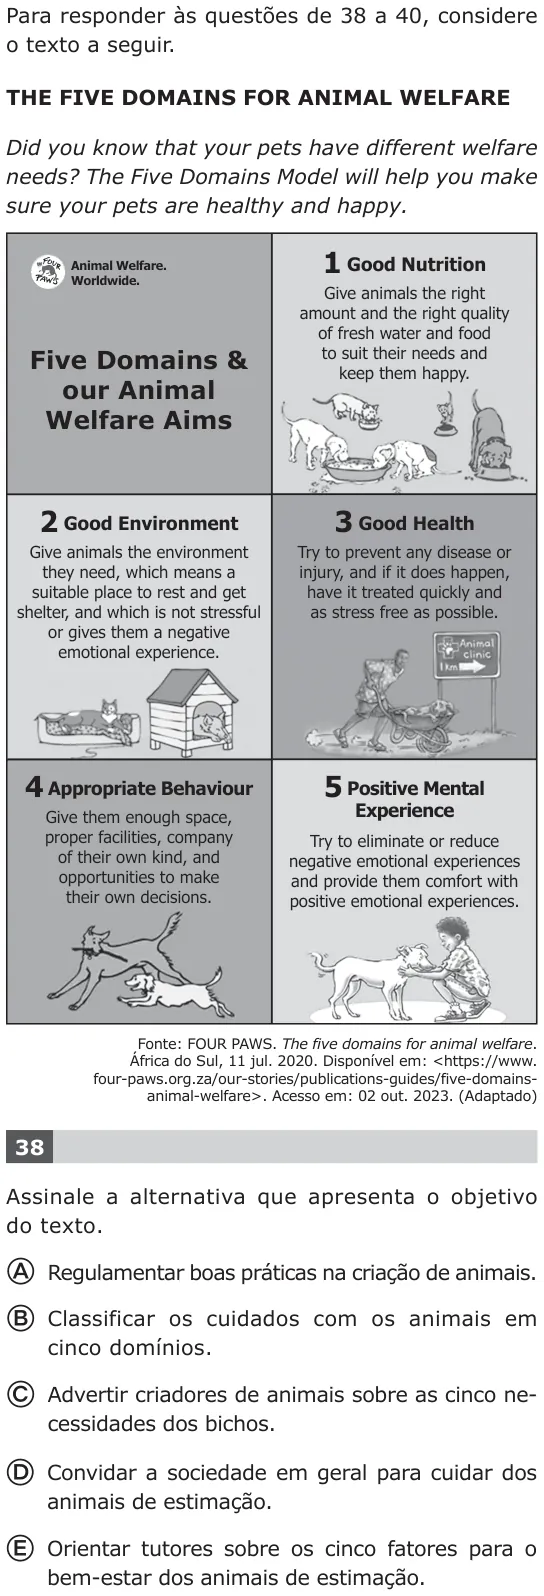 Para responder às questões de 38 a 40, considere
o texto a seguir.
THE FIVE DOMAINS FOR ANIMAL WELFARE
Did you know that your pets have different welfare
needs? The Five Domains Model will help you make
sure your pets are healthy and happy.
FOUR
PAWS
Animal Welfare.
Worldwide.
Five Domains &
our Animal
Welfare Aims
1 Good Nutrition
Give animals the right
amount and the right quality
of fresh water and food
to suit their needs and
keep them happy.
2 Good Environment
Give animals the environment
they need, which means a
suitable place to rest and get
shelter, and which is not stressful
or gives them a negative
emotional experience.
3 Good Health
Try to prevent any disease or
injury, and if it does happen,
have it treated quickly and
as stress free as possible.
Animal
clinic
1 km
4 Appropriate Behaviour
Give them enough space,
proper facilities, company
of their own kind, and
opportunities to make
their own decisions.
5 Positive Mental
Experience
Try to eliminate or reduce
negative emotional experiences
and provide them comfort with
positive emotional experiences.
Fonte: FOUR PAWS. The five domains for animal welfare.
África do Sul, 11 jul. 2020. Disponível em: <https://www.
four-paws.org.za/our-stories/publications-guides/five-domains-
animal-welfare>. Acesso em: 02 out. 2023. (Adaptado)
38
Assinale a alternativa que apresenta o objetivo
do texto.
A Regulamentar boas práticas na criação de animais.
B Classificar os cuidados com os animais em
cinco domínios.
C Advertir criadores de animais sobre as cinco ne-
cessidades dos bichos.
D Convidar a sociedade em geral para cuidar dos
animais de estimação.
E Orientar tutores sobre os cinco fatores para o
bem-estar dos animais de estimação.